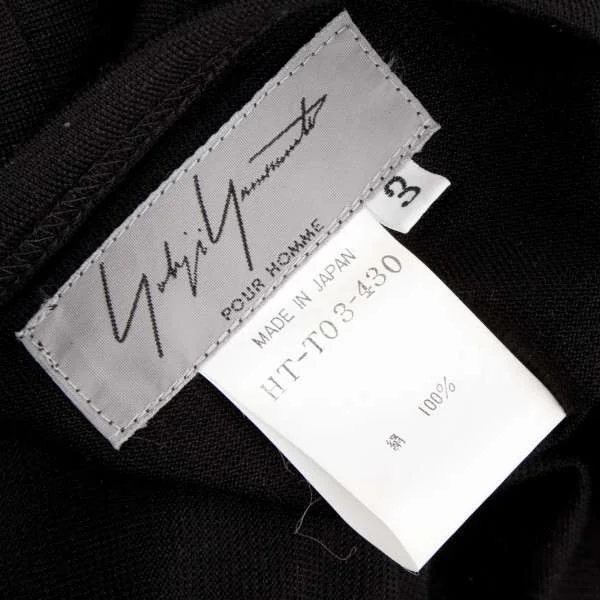 Yohji Yamamoto
POUR HOMME
3
MADE IN JAPAN
HT-T03-430
絹 100%